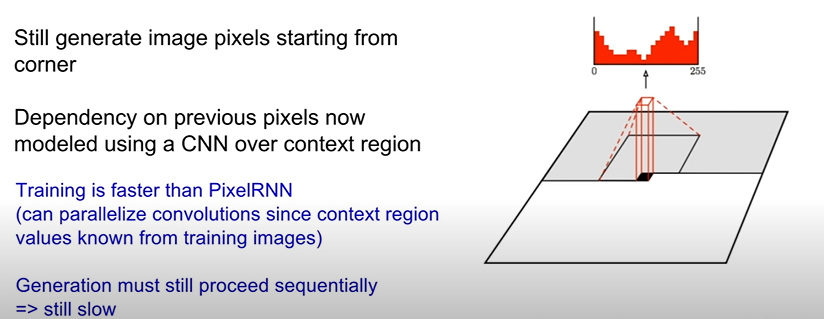 Still generate image pixels starting from
corner
0
255
Dependency on previous pixels now
modeled using a CNN over context region
Training is faster than PixelRNN
(can parallelize convolutions since context region
values known from training images)
Generation must still proceed sequentially
=> still slow